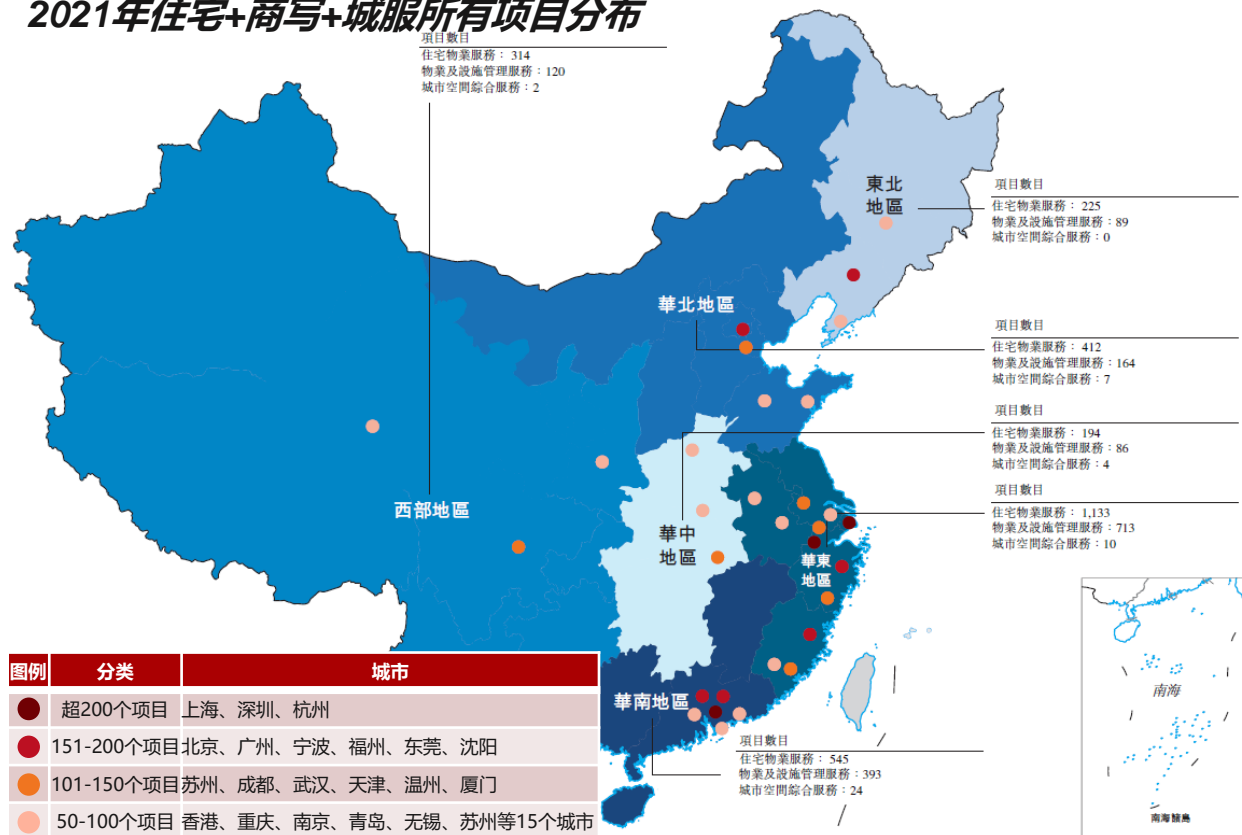 2021年住宅+商写+城服所有项目分布
項目數目
住宅物業服務：314
物業及設施管理服務：120
城市空間綜合服務：2
東北
地區
項目數目
住宅物業服務：225
物業及設施管理服務：89
城市空間綜合服務：0
華北地區
項目數目
住宅物業服務：412
物業及設施管理服務：164
城市空間綜合服務：7
項目數目
住宅物業服務：194
物業及設施管理服務：86
城市空間綜合服務：4
項目數目
住宅物業服務：1,133
物業及設施管理服務：713
城市空間綜合服務：10
西部地區
華中
地區
華東
地區
華南地區
項目數目
住宅物業服務：545
物業及設施管理服務：393
城市空間綜合服務：24
南海
南海諸島
图例 分类 城市
超200个项目 上海、深圳、杭州
151-200个项目 北京、广州、宁波、福州、东莞、沈阳
101-150个项目 苏州、成都、武汉、天津、温州、厦门
50-100个项目 香港、重庆、南京、青岛、无锡、苏州等15个城市